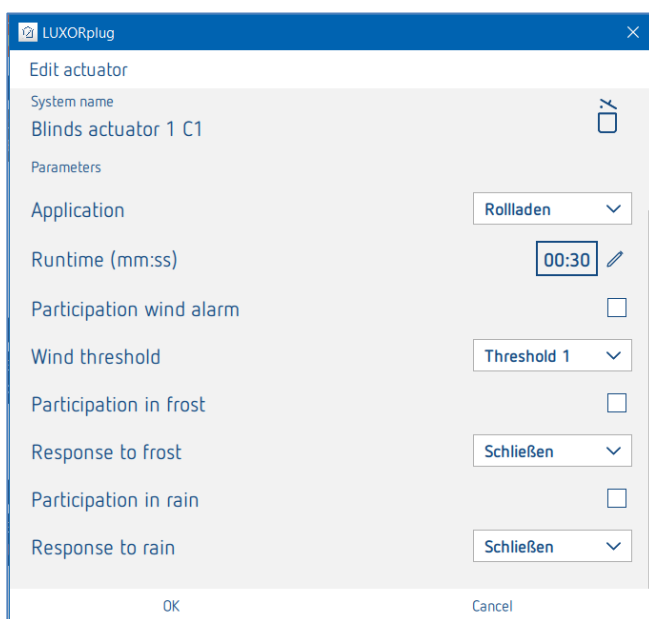 LUXORplug
Edit actuator
System name
Blinds actuator 1 C1
Parameters
Application Rollladen
Runtime (mm:ss) 00:30
Participation wind alarm
Wind threshold Threshold 1
Participation in frost
Response to frost Schließen
Participation in rain
Response to rain Schließen
OK Cancel